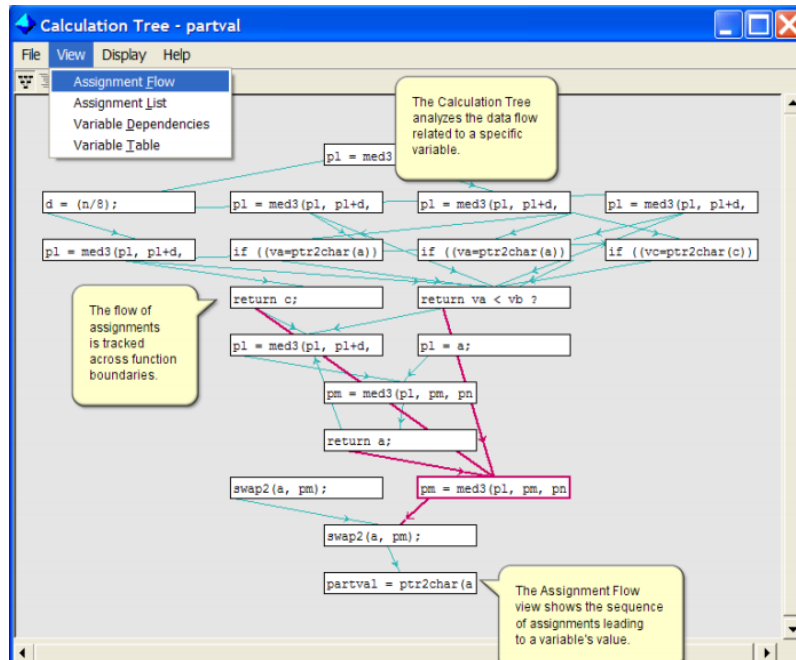 Calculation Tree - partval
File View Display Help
Assignment Flow
Assignment List
Variable Dependencies
Variable Table
The Calculation Tree
analyzes the data flow
related to a specific
variable.
pl = med3
d = (n/8);
pl = med3(pl, pl+d,
pl = med3(pl, pl+d,
pl = med3(pl, pl+d,
pl = med3(pl, pl+d,
if ((va=ptr2char(a))
if ((va=ptr2char(a))
if ((vc=ptr2char(c))
The flow of
assignments
is tracked
across function
boundaries.
return c;
return va < vb ?
pl = med3(pl, pl+d,
pl = a;
pm = med3(pl, pm, pn
return a;
swap2(a, pm);
pm = med3(pl, pm, pn
swap2(a, pm);
partval = ptr2char(a
The Assignment Flow
view shows the sequence
of assignments leading
to a variable's value.